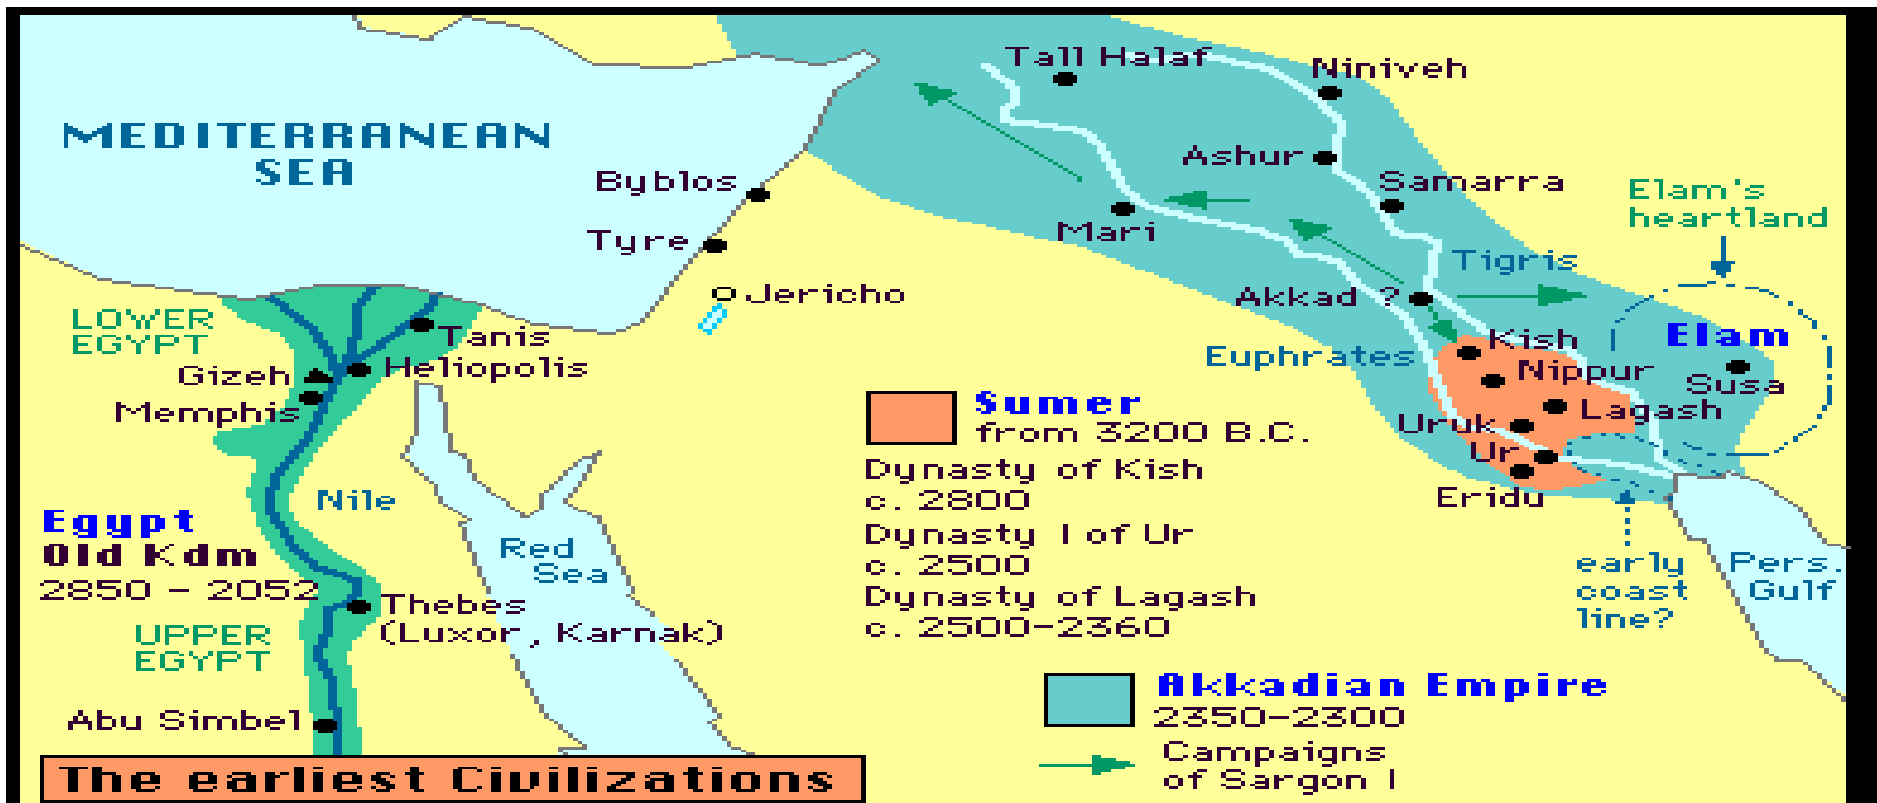 MEDITERRANEAN
SEA
Tall Halaf
Niniveh
Ashur
Samarra
Byblos
Mari
Tyre
Jericho
Elam's
heartland
Tigris
Akkad ?
Elam
Susa
Euphrates
Kish
Nippur
Lagash
Uruk
Ur
Eridu
LOWER
EGYPT
Tanis
Gizeh
Heliopolis
Memphis
Nile
Egypt
Old Kdm
2850 - 2052
Red
Sea
Thebes
(Luxor, Karnak)
UPPER
EGYPT
Abu Simbel
Sumer
from 3200 B.C.
Dynasty of Kish
c. 2800
Dynasty I of Ur
c. 2500
Dynasty of Lagash
c. 2500-2360
early
coast
line?
Pers.
Gulf
Akkadian Empire
2350-2300
Campaigns
of Sargon I
The earliest Civilizations